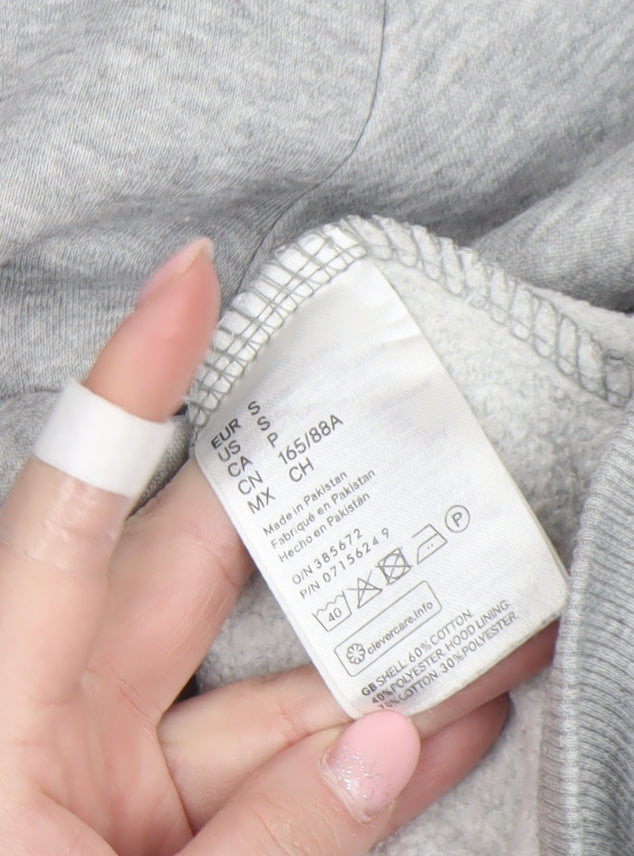 EUR S
US S
CA P
CN 165/88A
MX CH
Made in Pakistan
Fabriqué en Pakistan
Hecho en Pakistán
O/N 385672
P/N 0715624 9
40
P
clevercare.info
GB SHELL: 60% COTTON.
40% POLYESTER. HOOD LINING:
70% COTTON. 30% POLYESTER